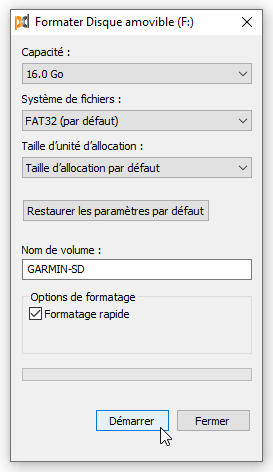 Formater Disque amovible (F:)
Capacité :
16.0 Go
Système de fichiers :
FAT32 (par défaut)
Taille d’unité d’allocation :
Taille d’allocation par défaut
Restaurer les paramètres par défaut
Nom de volume :
GARMIN-SD
Options de formatage
Formatage rapide
Démarrer
Fermer